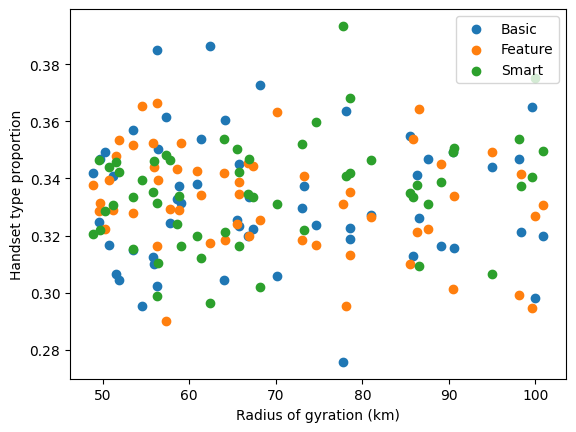 Basic
Feature
Smart
Handset type proportion
0.38
0.36
0.34
0.32
0.30
0.28
50 60 70 80 90 100
Radius of gyration (km)